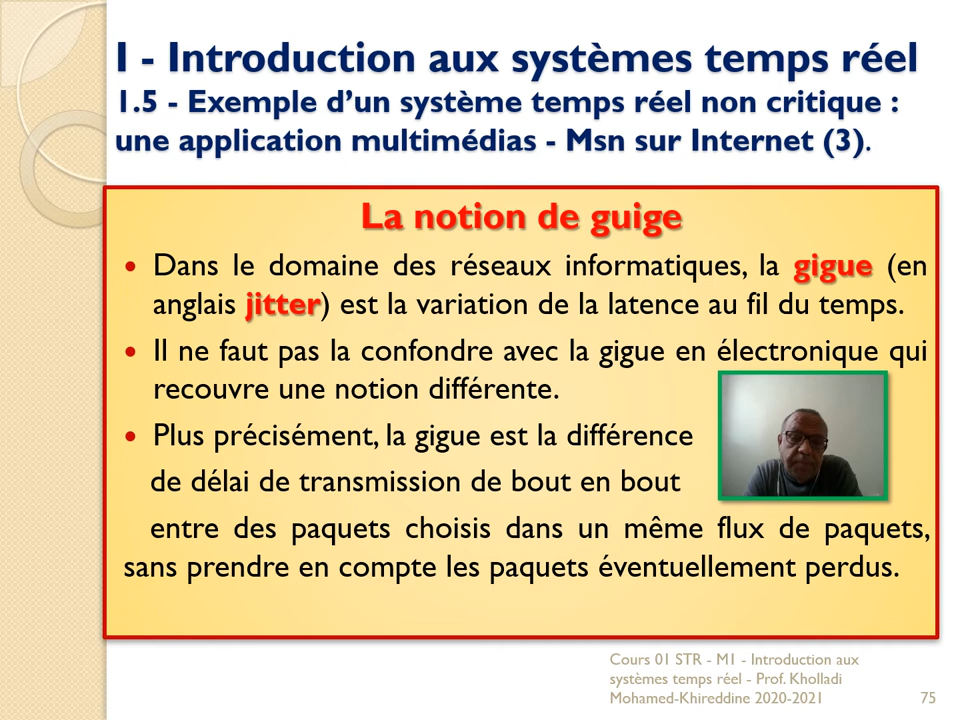 I - Introduction aux systèmes temps réel
1.5 - Exemple d’un système temps réel non critique :
une application multimédias - Msn sur Internet (3).
La notion de guige
• Dans le domaine des réseaux informatiques, la gigue (en
anglais jitter) est la variation de la latence au fil du temps.
• Il ne faut pas la confondre avec la gigue en électronique qui
recouvre une notion différente.
• Plus précisément, la gigue est la différence
de délai de transmission de bout en bout
entre des paquets choisis dans un même flux de paquets,
sans prendre en compte les paquets éventuellement perdus.
Cours 01 STR - M1 - Introduction aux
systèmes temps réel - Prof. Kholladi
Mohamed-Khireddine 2020-2021
75